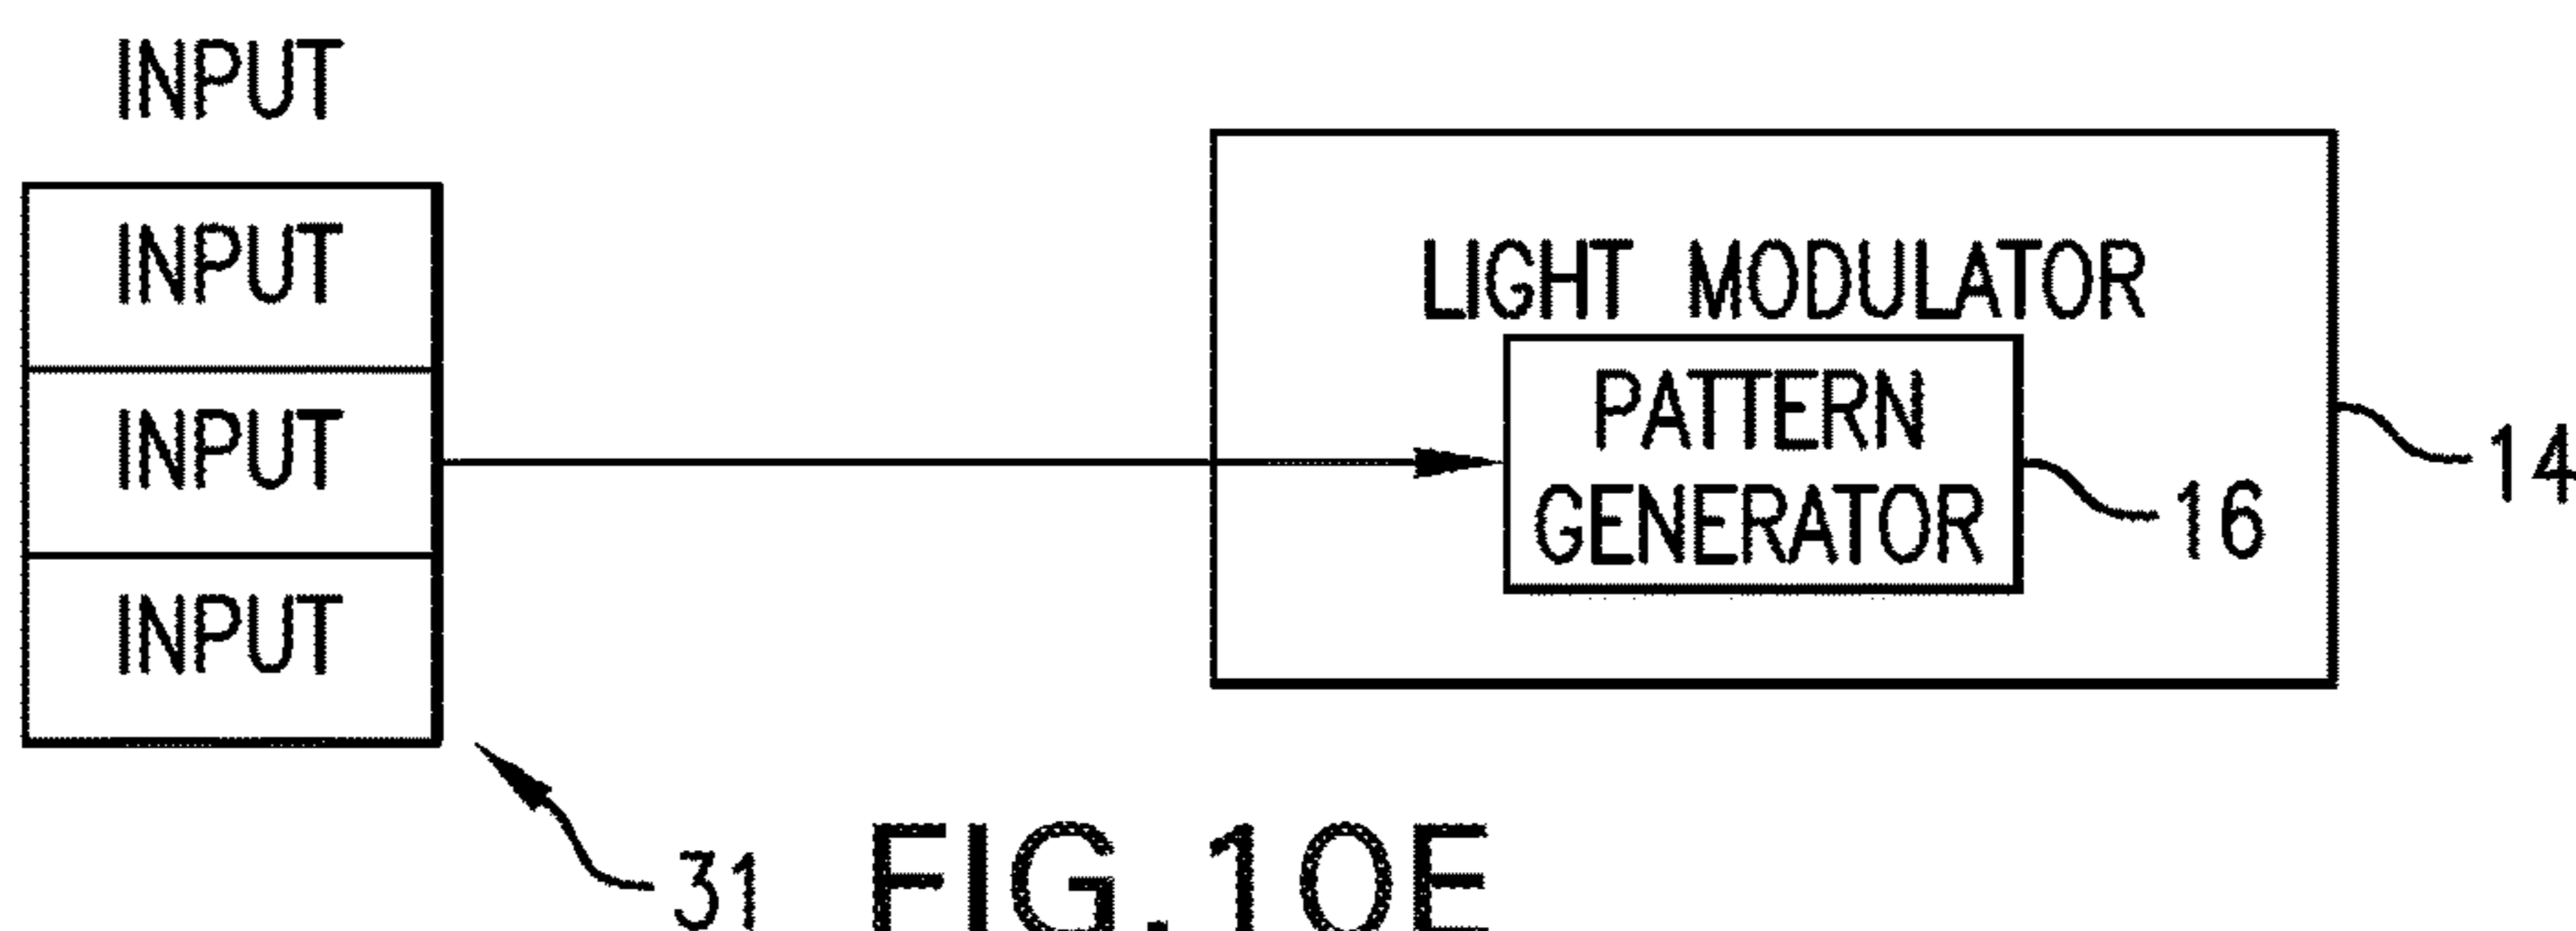 INPUT
INPUT
INPUT
INPUT
LIGHT MODULATOR
PATTERN
GENERATOR
16
14
31
FIG.10E